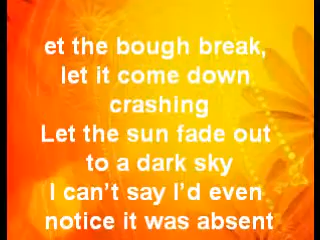 et the bough break,
let it come down
crashing
Let the sun fade out
to a dark sky
I can't say I'd even
notice it was absent